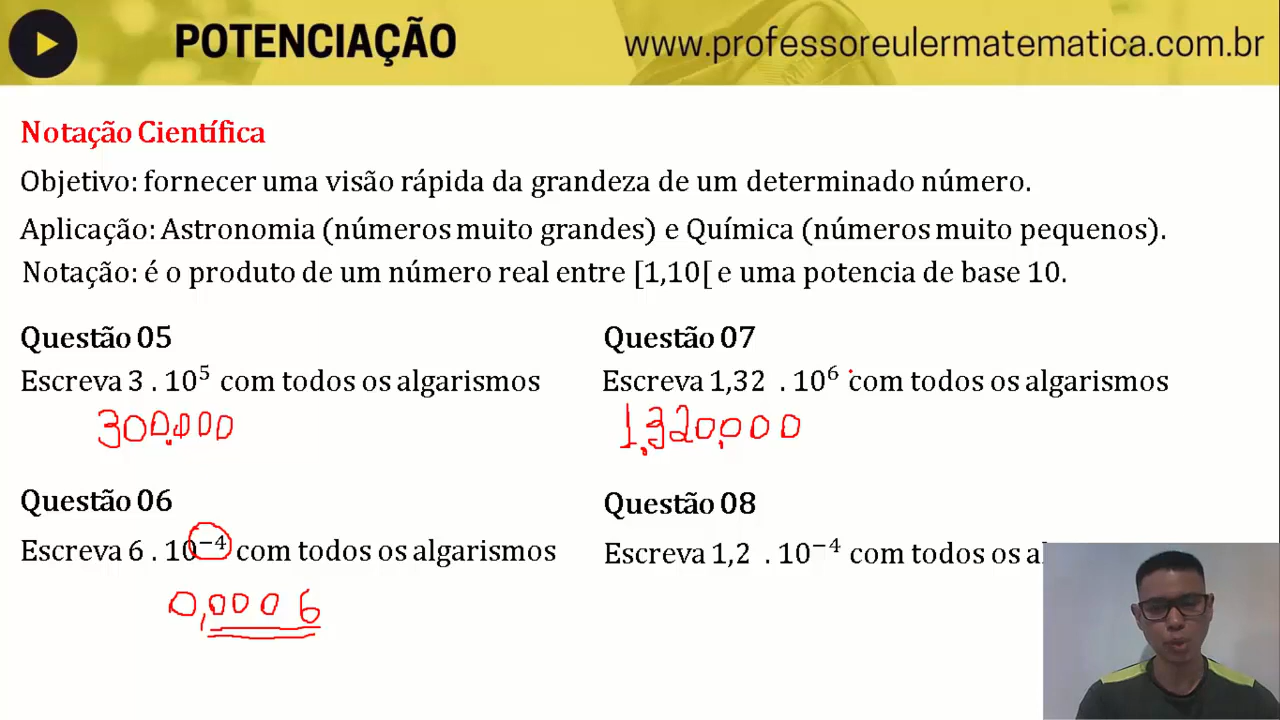 POTENCIAÇÃO
www.professoreulermatematica.com.br
Notação Científica
Objetivo: fornecer uma visão rápida da grandeza de um determinado número.
Aplicação: Astronomia (números muito grandes) e Química (números muito pequenos).
Notação: é o produto de um número real entre [1,10[ e uma potencia de base 10.
Questão 05
Escreva 3 . 10⁵ com todos os algarismos
300.000
Questão 06
Escreva 6 . 10⁻⁴ com todos os algarismos
0,0006
Questão 07
Escreva 1,32 . 10⁶ com todos os algarismos
1.320.000
Questão 08
Escreva 1,2 . 10⁻⁴ com todos os al